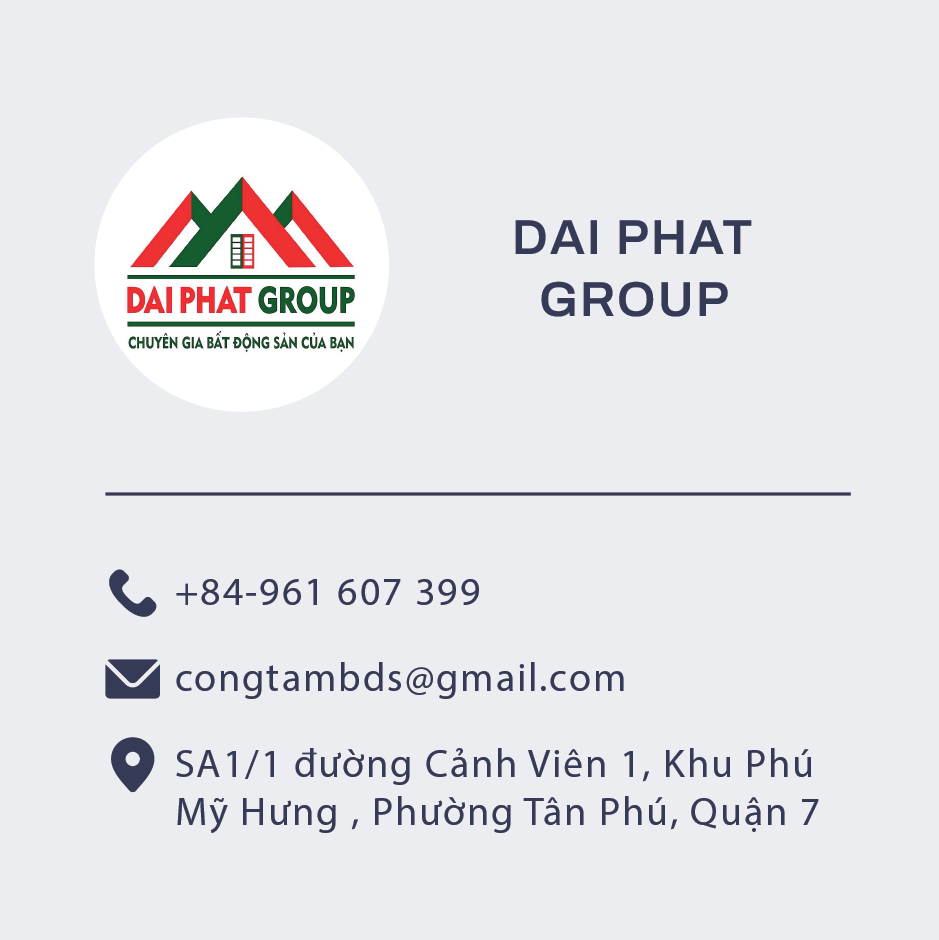 DAI PHAT GROUP
CHUYÊN GIA BẤT ĐỘNG SẢN CỦA BẠN
DAI PHAT
GROUP
+84-961 607 399
congtambds@gmail.com
SA1/1 đường Cảnh Viên 1, Khu Phú
Mỹ Hưng , Phường Tân Phú, Quận 7